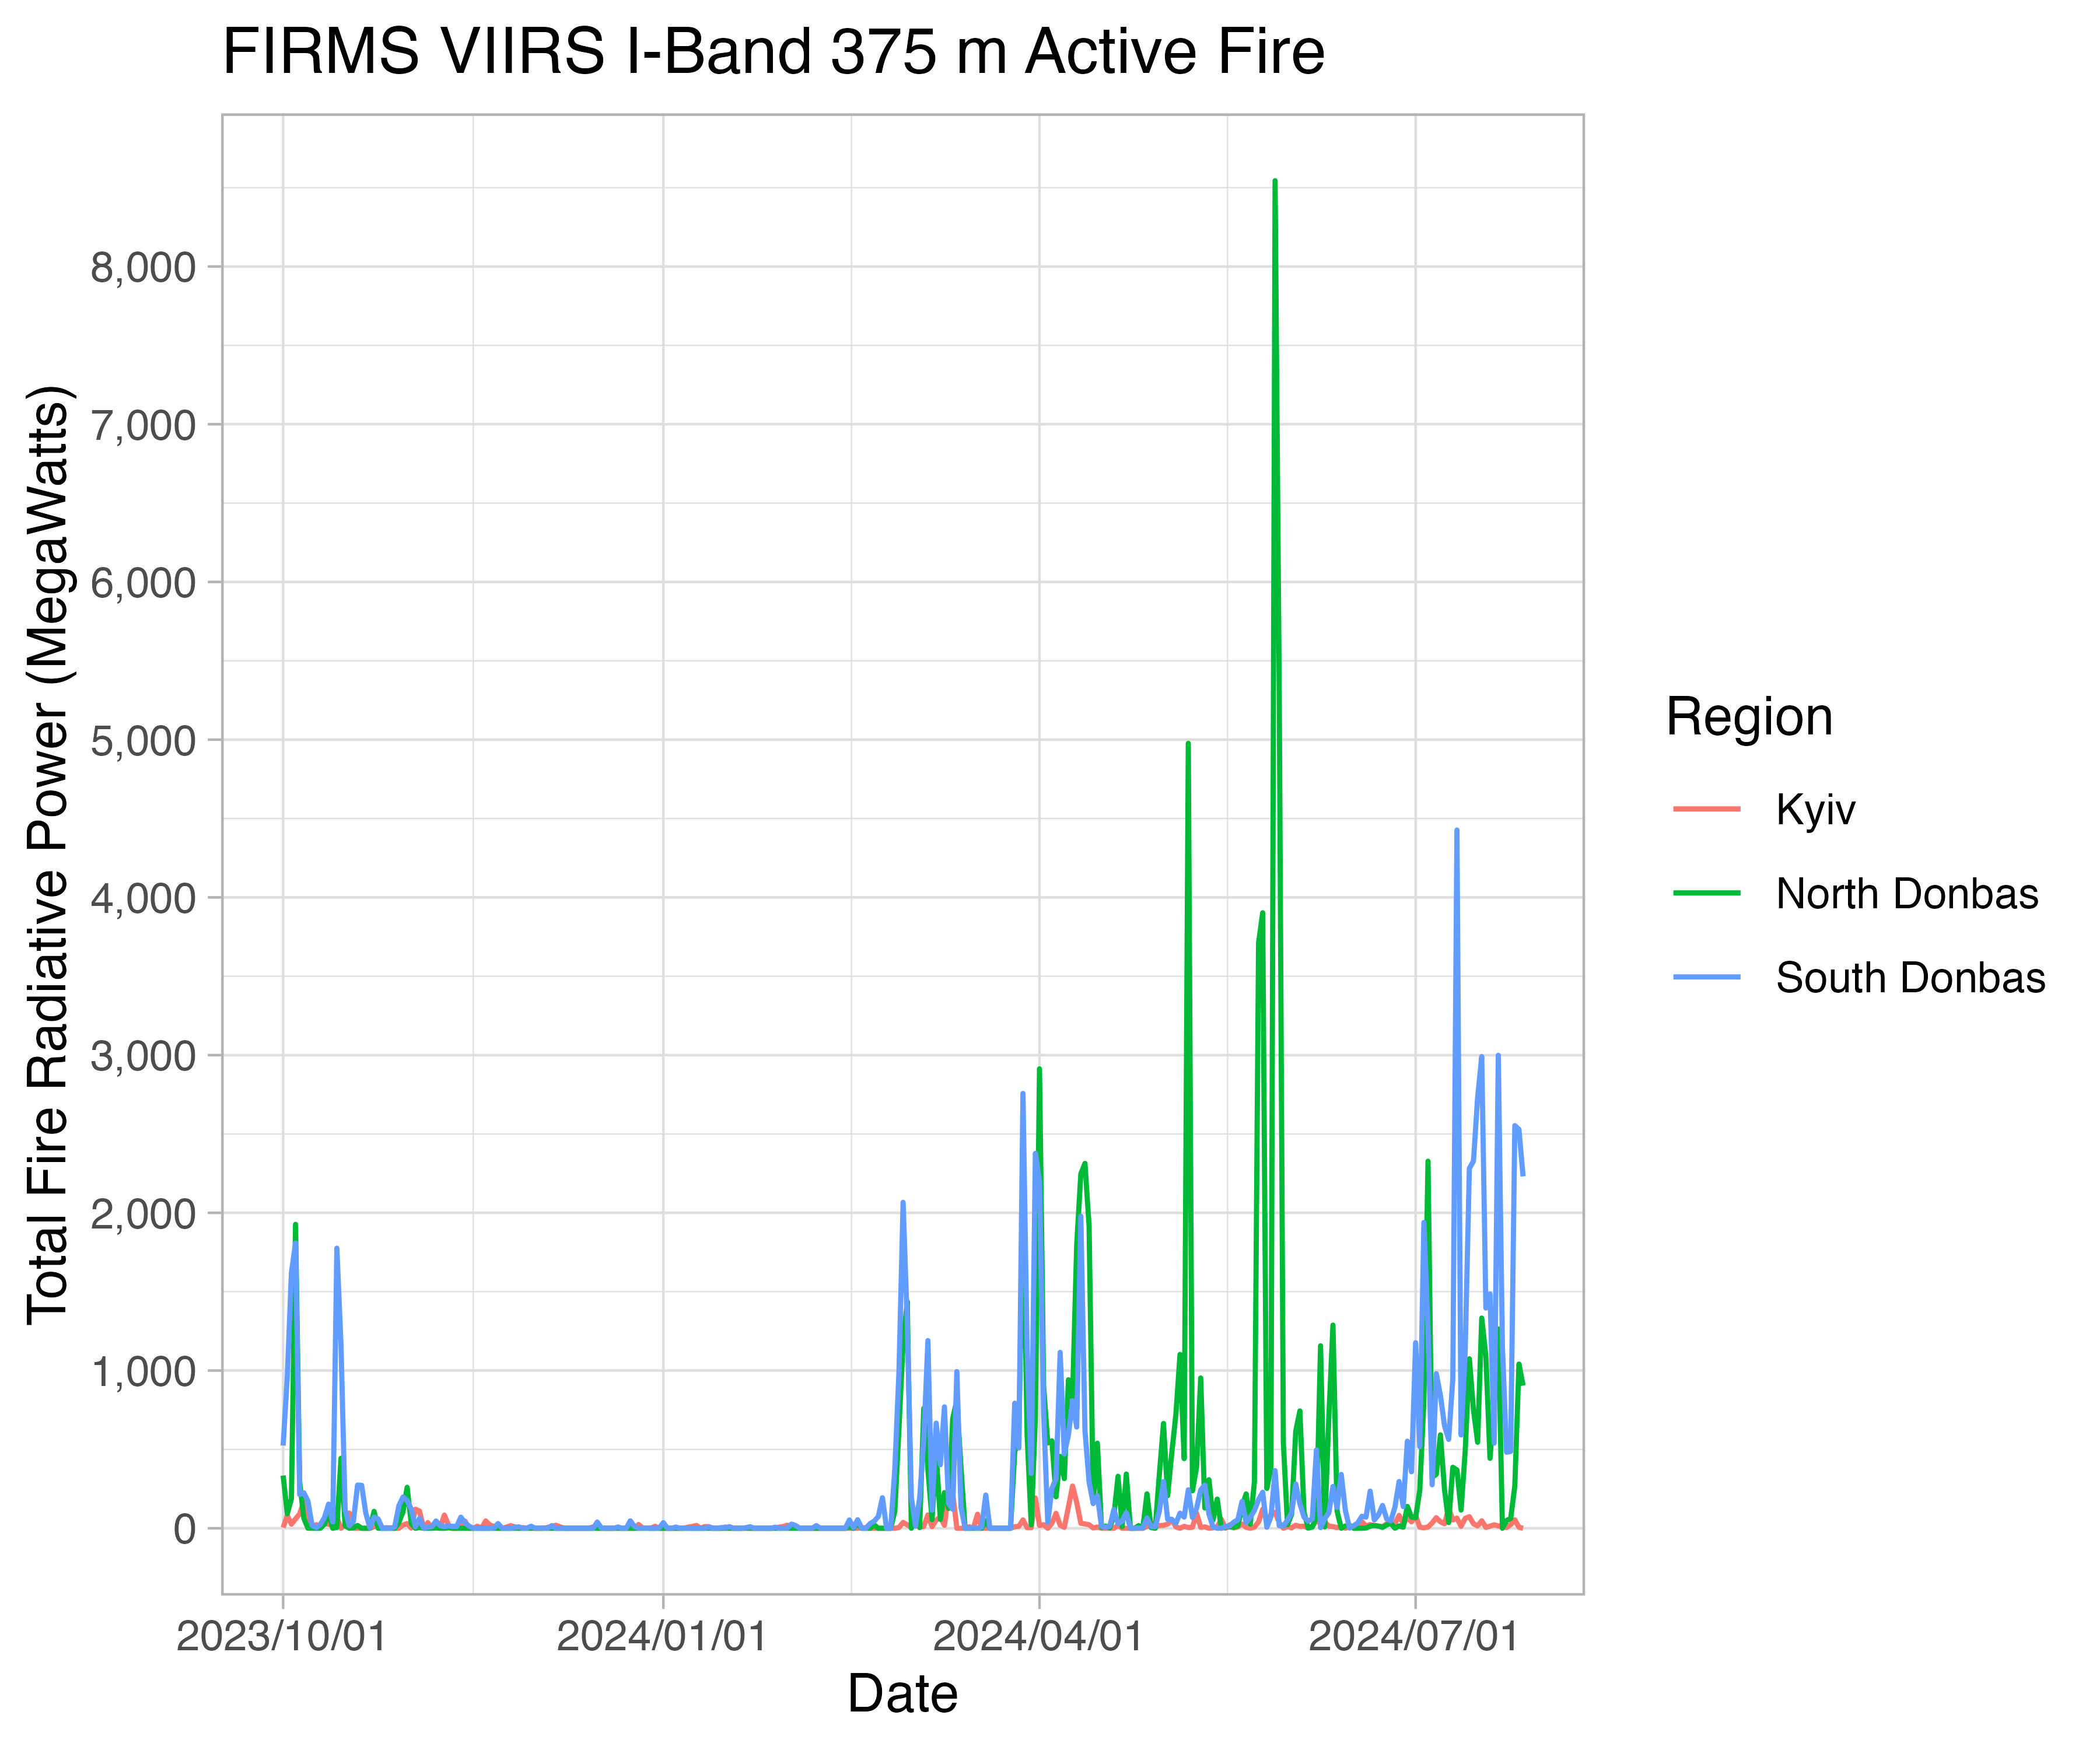 FIRMS VIIRS I-Band 375 m Active Fire
Total Fire Radiative Power (MegaWatts)
8,000
7,000
6,000
5,000
4,000
3,000
2,000
1,000
0
2023/10/01
2024/01/01
2024/04/01
2024/07/01
Date
Region
Kyiv
North Donbas
South Donbas